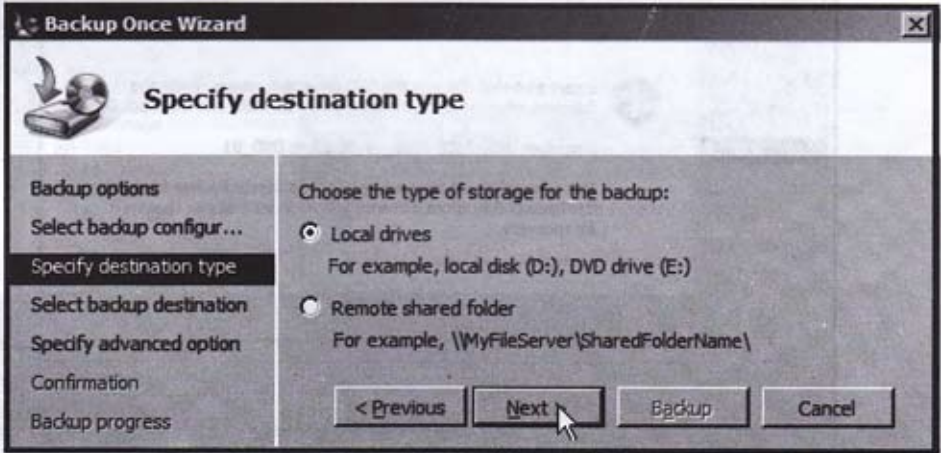 Backup Once Wizard
Specify destination type
Backup options
Select backup configur...
Specify destination type
Select backup destination
Specify advanced option
Confirmation
Backup progress
Choose the type of storage for the backup:
Local drives
For example, local disk (D:), DVD drive (E:)
Remote shared folder
For example, \\MyFileServer\SharedFolderName\
< Previous Next > Backup Cancel